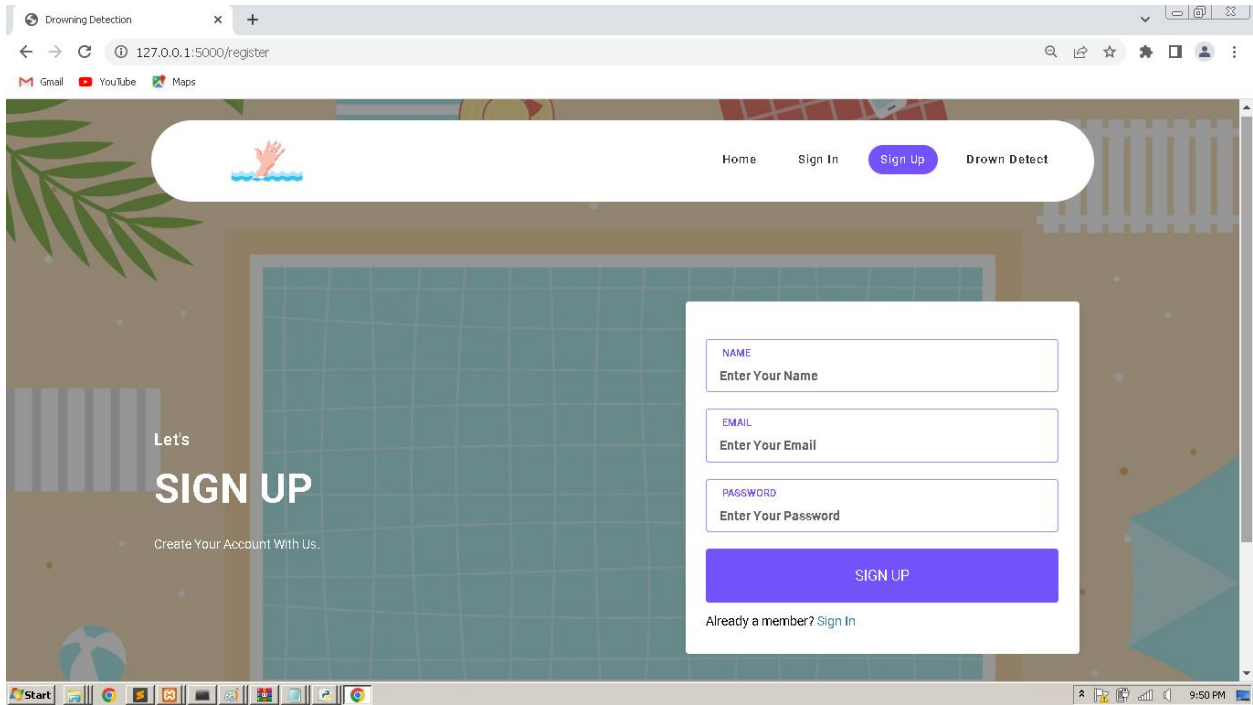 Drowning Detection
127.0.0.1:5000/register
Gmail YouTube Maps
Home Sign In Sign Up Drown Detect
Let's
SIGN UP
Create Your Account With Us.
NAME
Enter Your Name
EMAIL
Enter Your Email
PASSWORD
Enter Your Password
SIGN UP
Already a member? Sign In
Start
9:50 PM